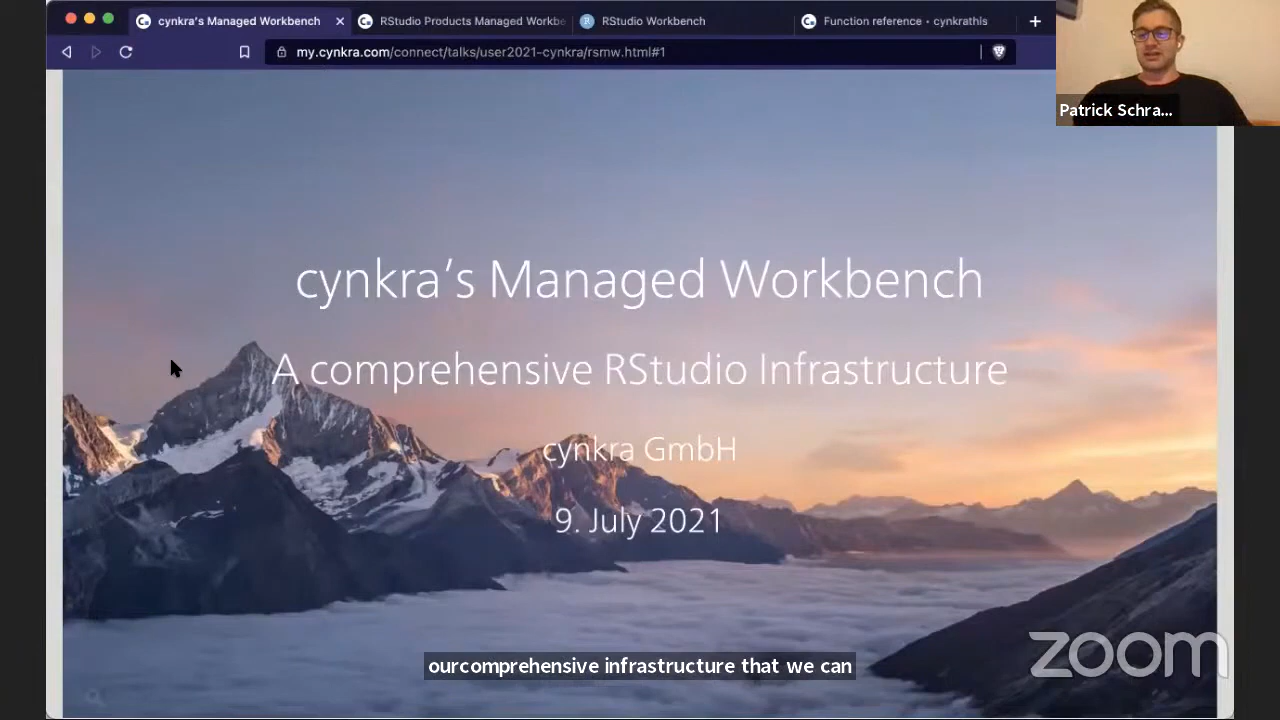 cynkra's Managed Workbench
RStudio Products Managed Workbe
RStudio Workbench
Function reference • cynkrathis
my.cynkra.com/connect/talks/user2021-cynkra/rsmw.html#1
Patrick Schra...
cynkra's Managed Workbench
A comprehensive RStudio Infrastructure
cynkra GmbH
9. July 2021
zoom
ourcomprehensive infrastructure that we can